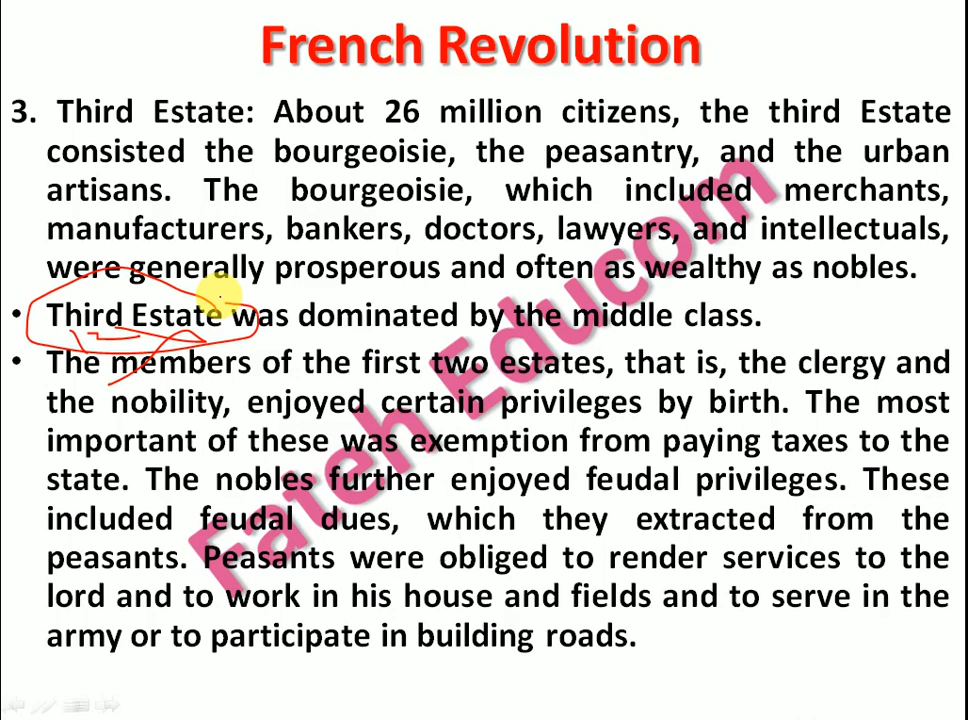 French Revolution
3. Third Estate: About 26 million citizens, the third Estate
consisted the bourgeoisie, the peasantry, and the urban
artisans. The bourgeoisie, which included merchants,
manufacturers, bankers, doctors, lawyers, and intellectuals,
were generally prosperous and often as wealthy as nobles.
• Third Estate was dominated by the middle class.
• The members of the first two estates, that is, the clergy and
the nobility, enjoyed certain privileges by birth. The most
important of these was exemption from paying taxes to the
state. The nobles further enjoyed feudal privileges. These
included feudal dues, which they extracted from the
peasants. Peasants were obliged to render services to the
lord and to work in his house and fields and to serve in the
army or to participate in building roads.
Fateh Educom